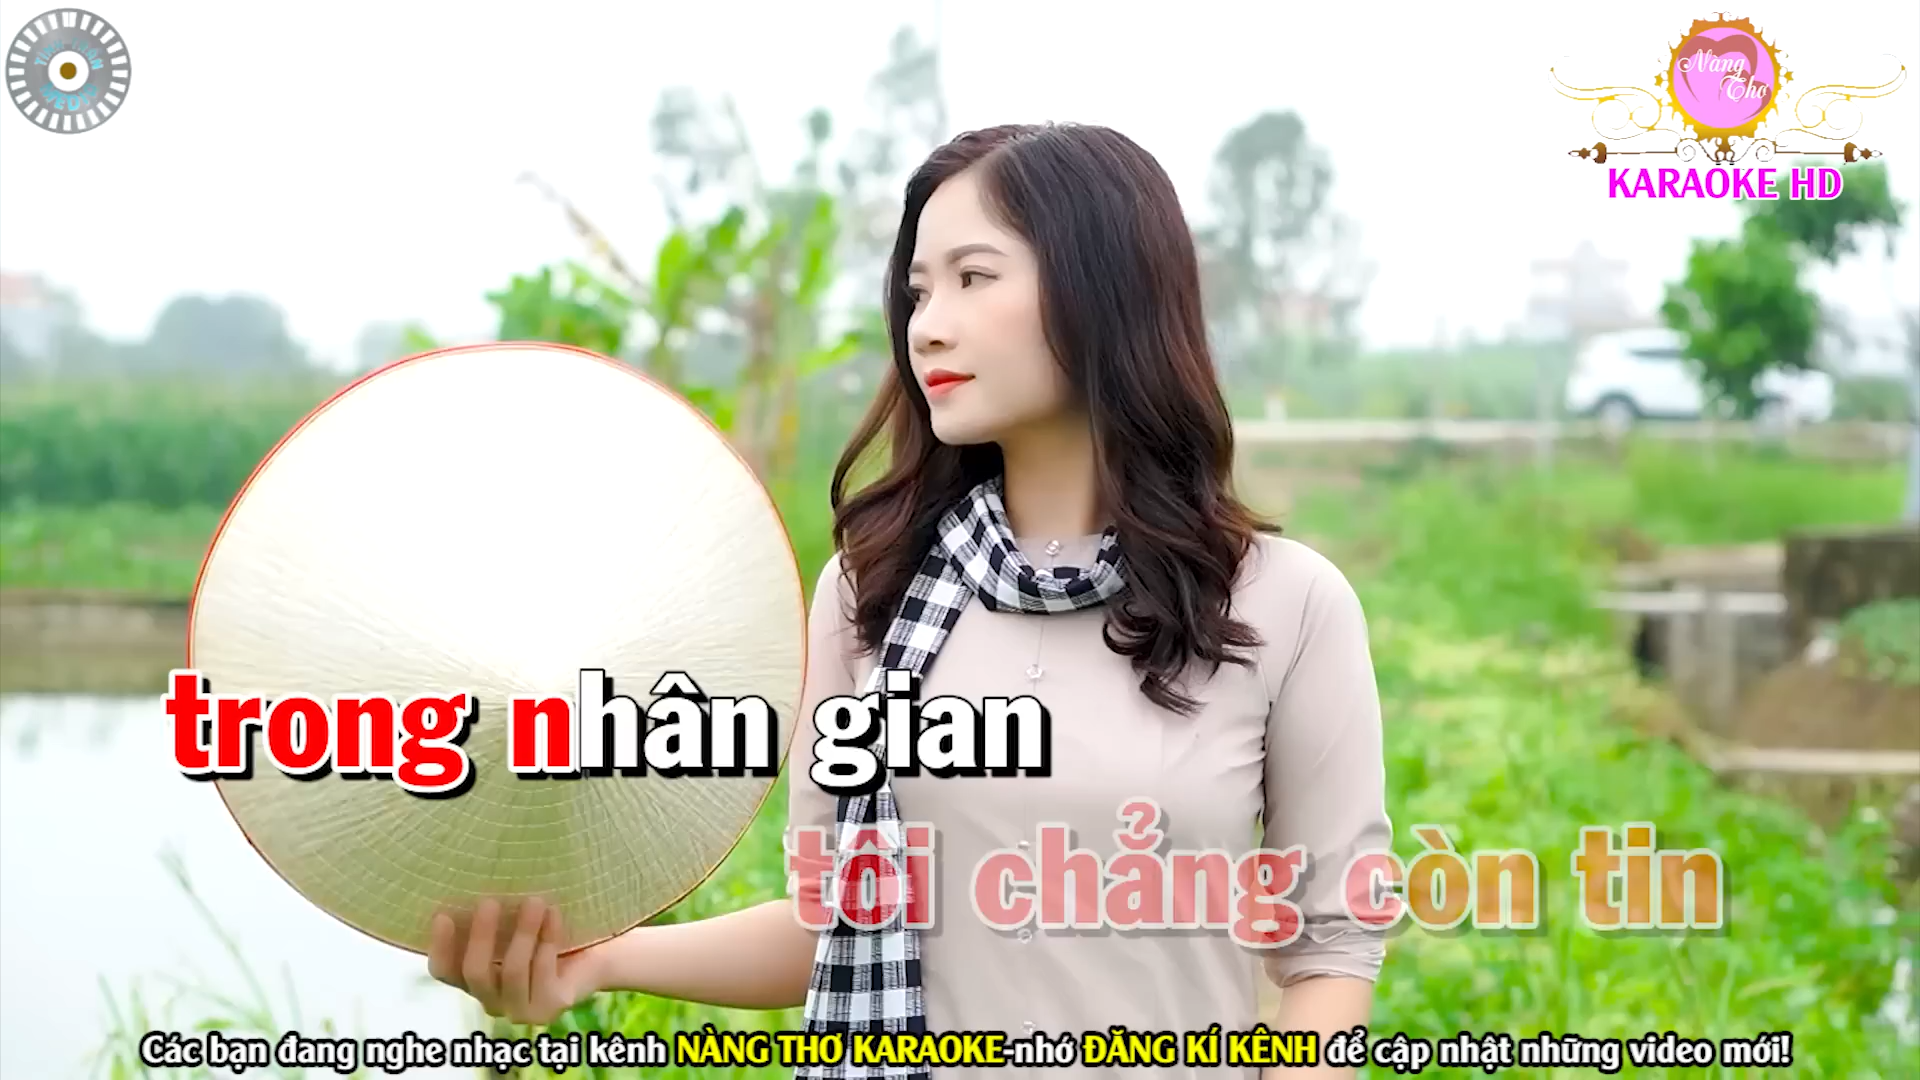 Nàng
Thơ
KARAOKE HD
trong nhân gian
tôi chẳng còn tin
Các bạn đang nghe nhạc tại kênh NÀNG THƠ KARAOKE-nhớ ĐĂNG KÍ KÊNH để cập nhật những video mới!